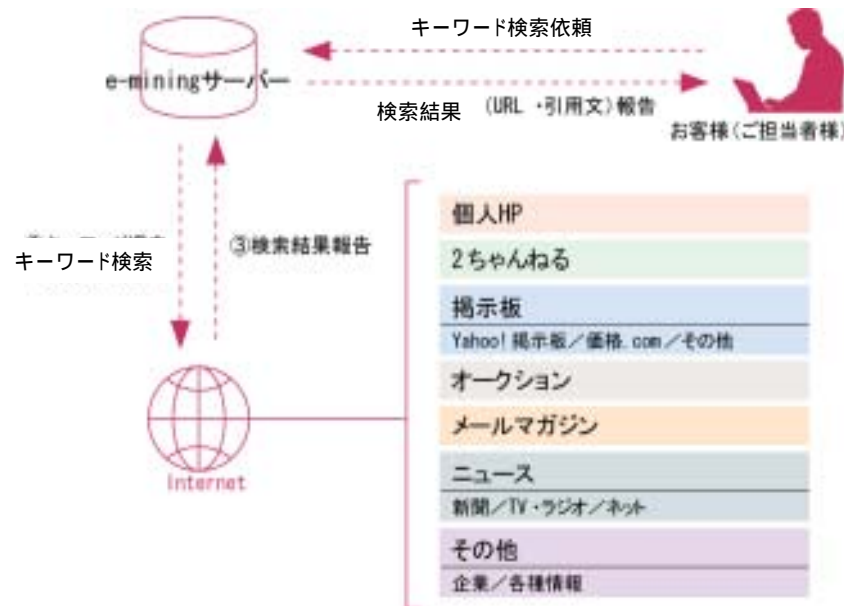 キーワード検索依頼
e-miningサーバー
検索結果 (URL・引用文)報告
お客様(ご担当者様)
③検索結果報告
キーワード検索
Internet
個人HP
2ちゃんねる
掲示板
Yahoo!掲示板／価格.com／その他
オークション
メールマガジン
ニュース
新聞／TV・ラジオ／ネット
その他
企業／各種情報